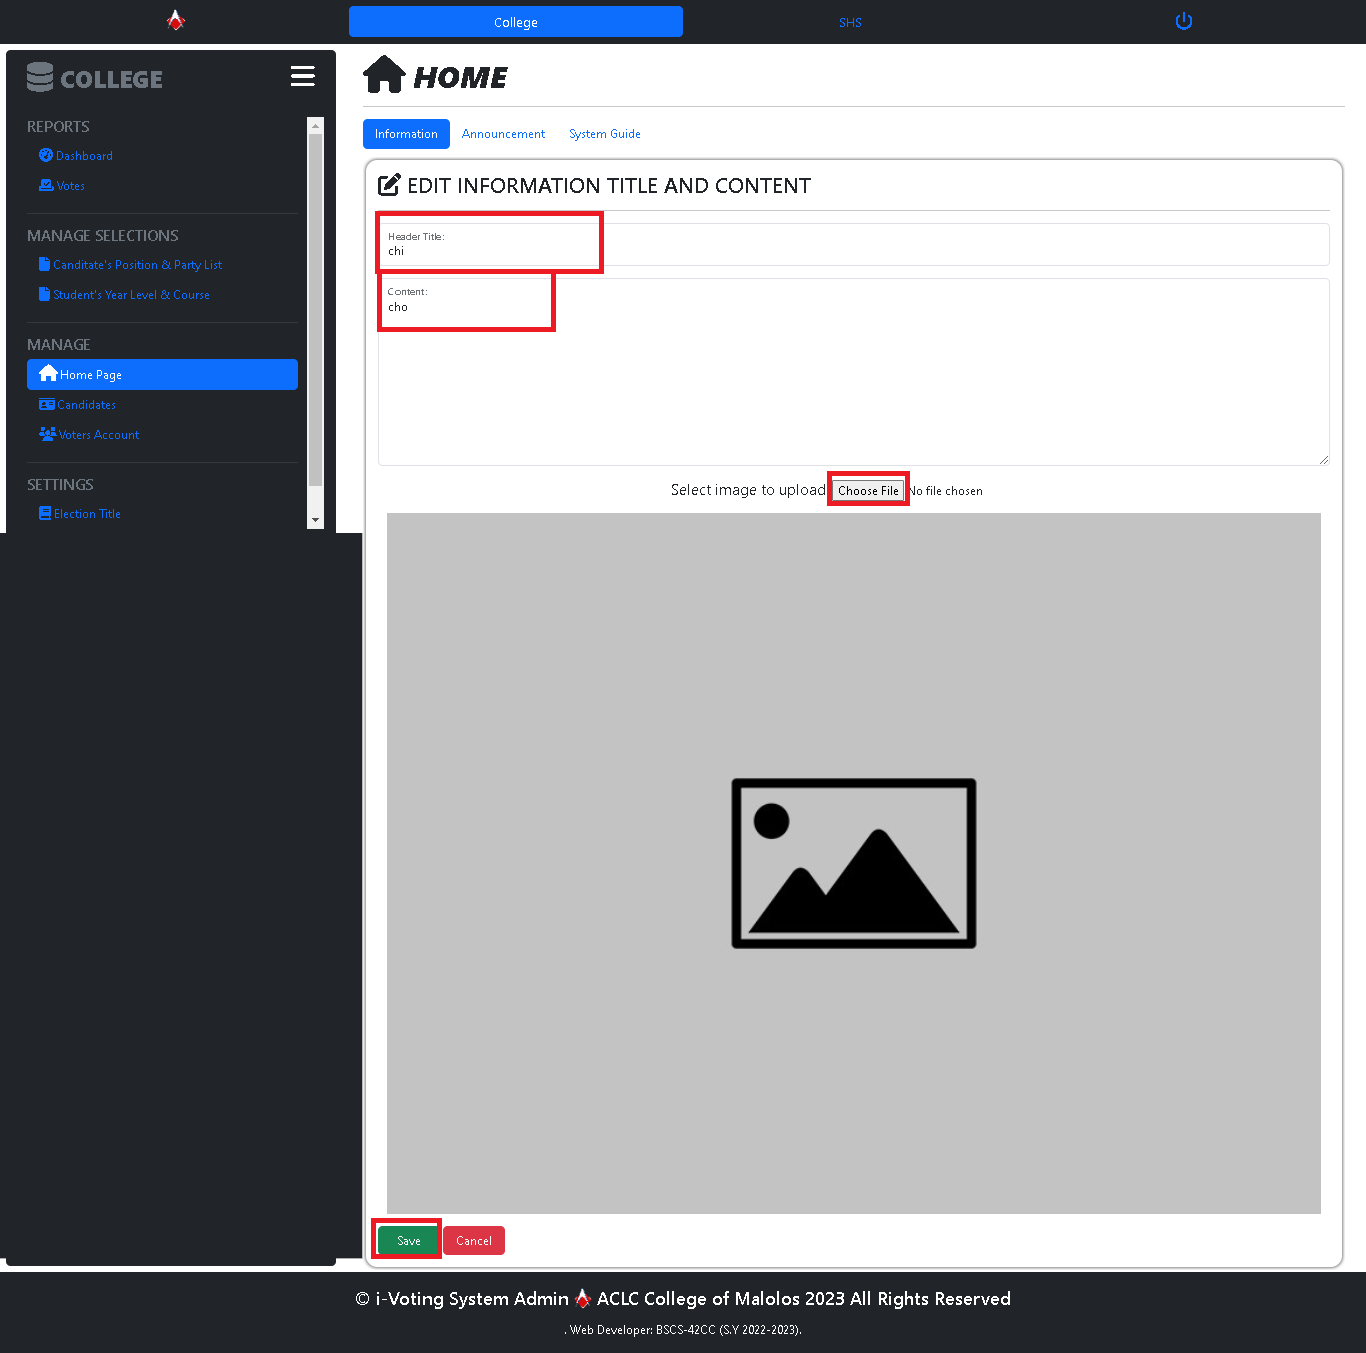 College
SHS
COLLEGE
REPORTS
Dashboard
Votes
MANAGE SELECTIONS
Canditate's Position & Party List
Student's Year Level & Course
MANAGE
Home Page
Candidates
Voters Account
SETTINGS
Election Title
HOME
Information
Announcement
System Guide
EDIT INFORMATION TITLE AND CONTENT
Header Title:
chi
Content:
cho
Select image to upload
Choose File
No file chosen
Save
Cancel
© i-Voting System Admin ACLC College of Malolos 2023 All Rights Reserved
. Web Developer: BSCS-42CC (S.Y 2022-2023).